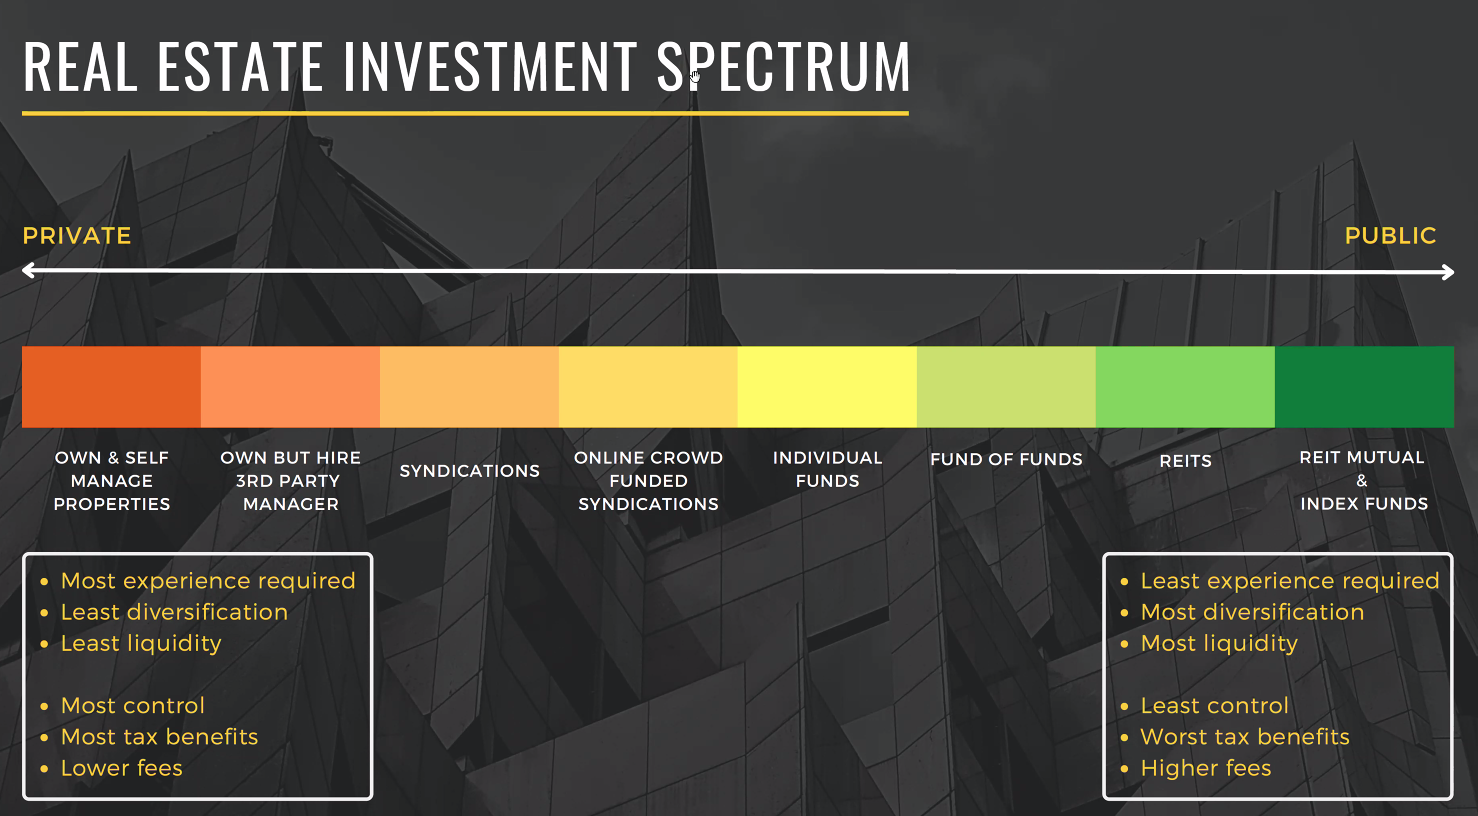 REAL ESTATE INVESTMENT SPECTRUM
PRIVATE
PUBLIC
OWN & SELF
MANAGE
PROPERTIES
OWN BUT HIRE
3RD PARTY
MANAGER
SYNDICATIONS
ONLINE CROWD
FUNDED
SYNDICATIONS
INDIVIDUAL
FUNDS
FUND OF FUNDS
REITS
REIT MUTUAL
&
INDEX FUNDS
• Most experience required
• Least diversification
• Least liquidity
• Most control
• Most tax benefits
• Lower fees
• Least experience required
• Most diversification
• Most liquidity
• Least control
• Worst tax benefits
• Higher fees